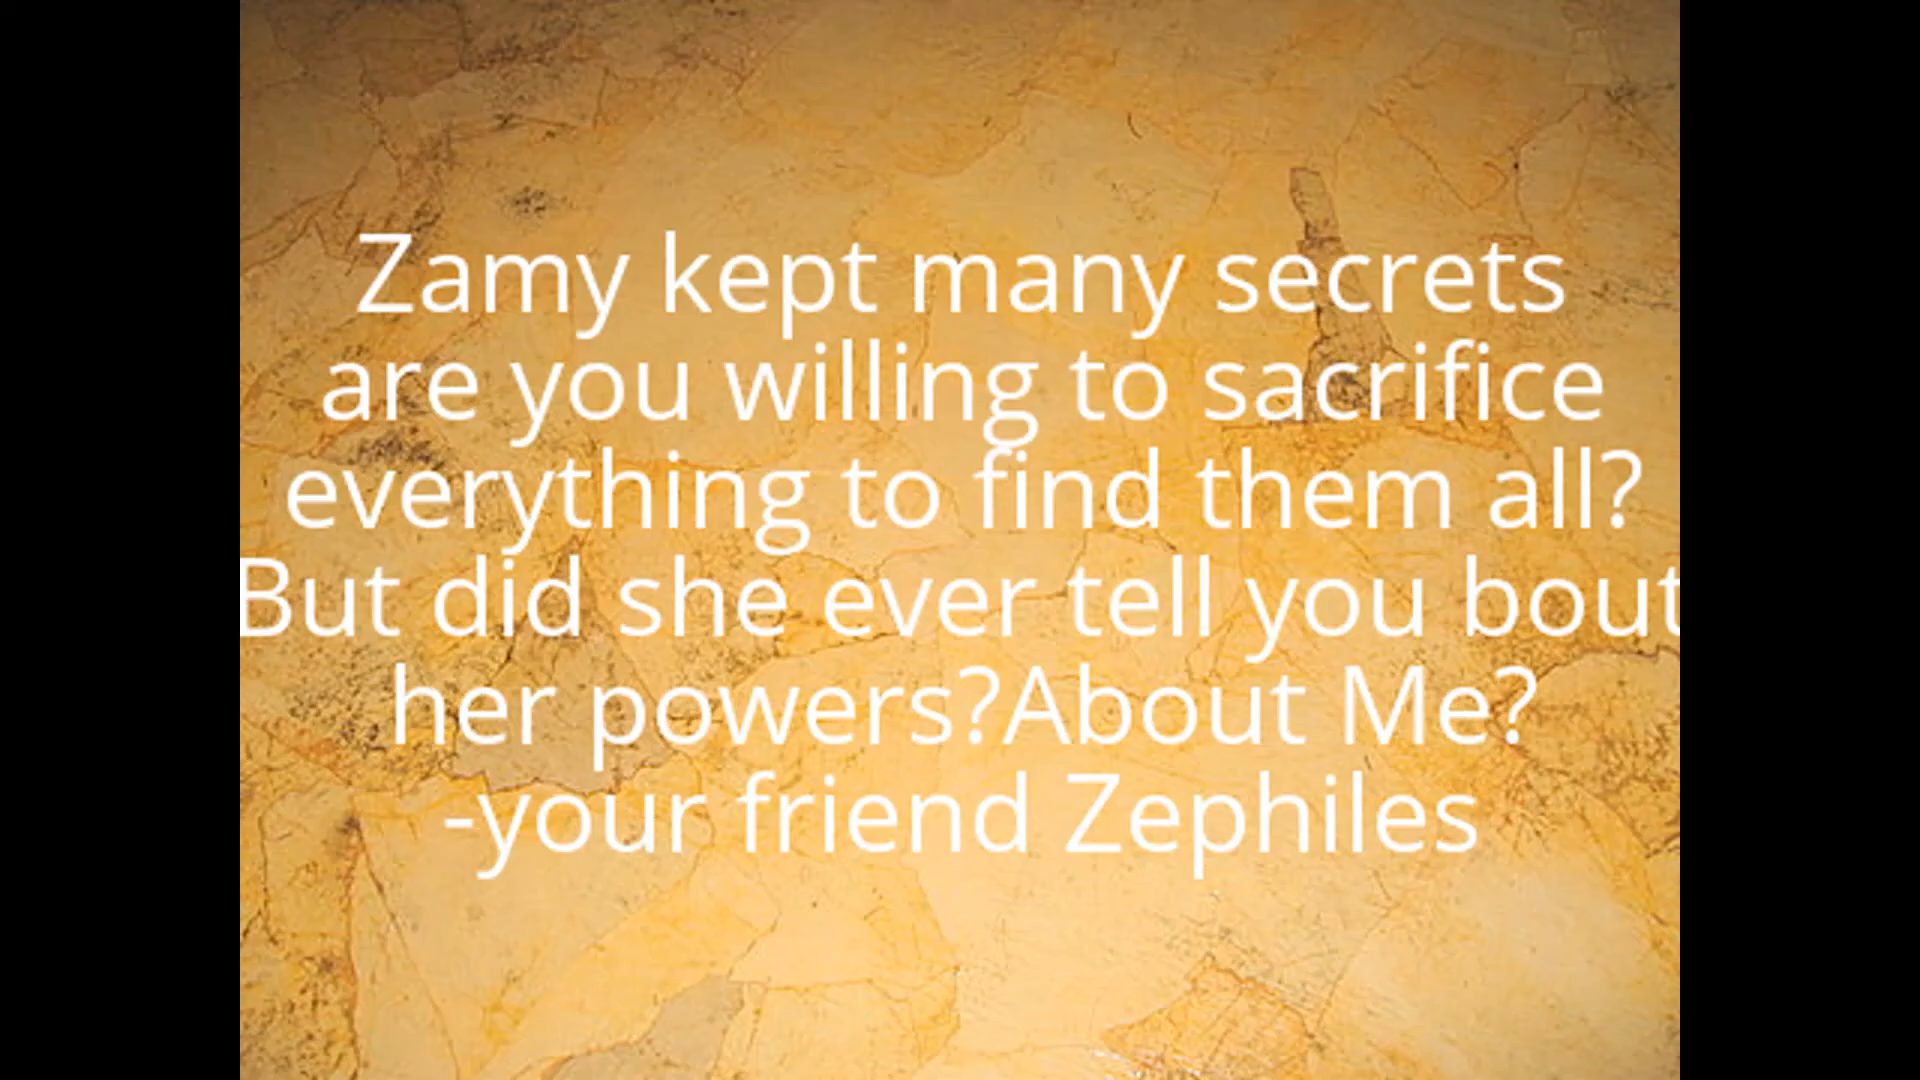 Zamy kept many secrets
are you willing to sacrifice
everything to find them all?
But did she ever tell you bout
her powers?About Me?
-your friend Zephiles